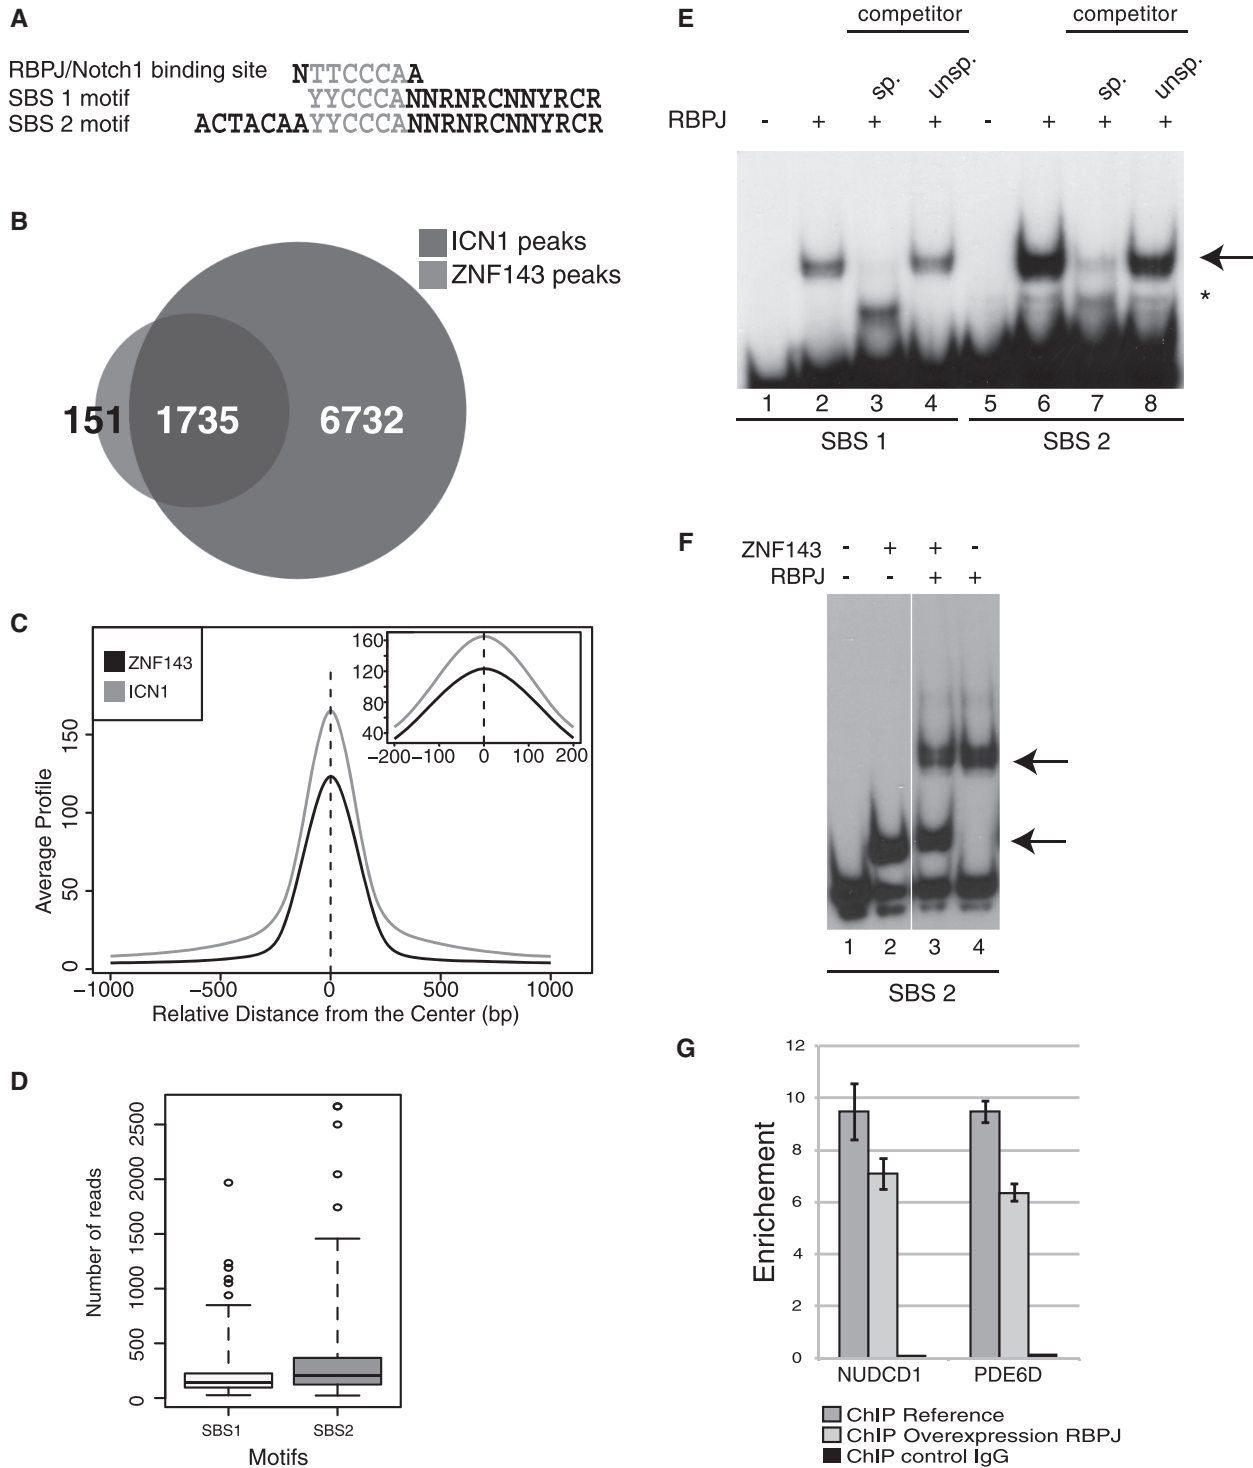 A
RBPJ/Notch1 binding site NTTCCCAA
SBS 1 motif YYCCCANNRNRCNNYRCR
SBS 2 motif ACTACAAYYCCCANNRNRCNNYRCR
B
ICN1 peaks
ZNF143 peaks
151 1735 6732
C
ZNF143
ICN1
160
120
80
40
−200 −100 0 100 200
Average Profile
150
100
50
0
−1000 −500 0 500 1000
Relative Distance from the Center (bp)
D
Number of reads
2500
2000
1500
1000
500
0
SBS1 SBS2
Motifs
E
competitor competitor
sp. unsp. sp. unsp.
RBPJ - + + + - + + +
*
1 2 3 4 5 6 7 8
SBS 1 SBS 2
F
ZNF143 - + + -
RBPJ - - + +
1 2 3 4
SBS 2
G
Enrichement
12
10
8
6
4
2
0
NUDCD1 PDE6D
ChIP Reference
ChIP Overexpression RBPJ
ChIP control IgG